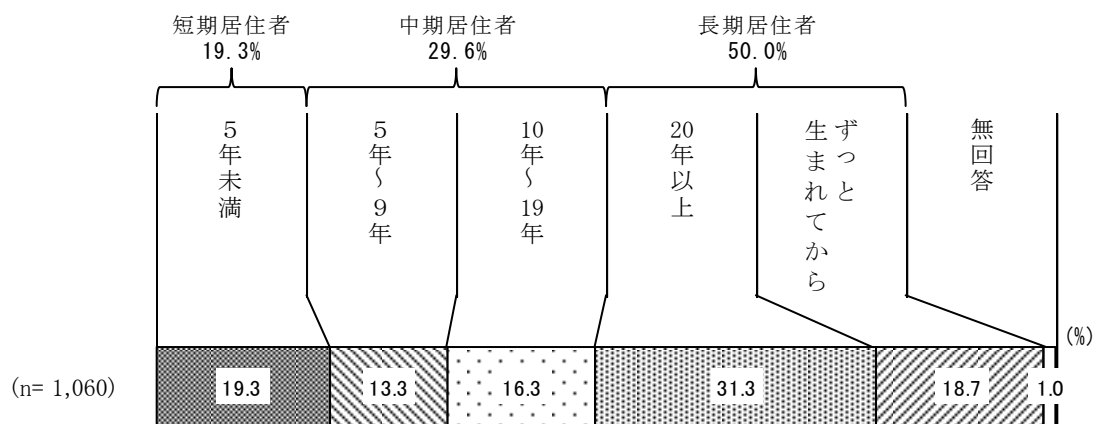 短期居住者
19.3%
中期居住者
29.6%
長期居住者
50.0%
5年未満
5年～9年
10年～19年
20年以上
生まれてから
ずっと
無回答
(%)
(n= 1,060)
19.3
13.3
16.3
31.3
18.7
1.0